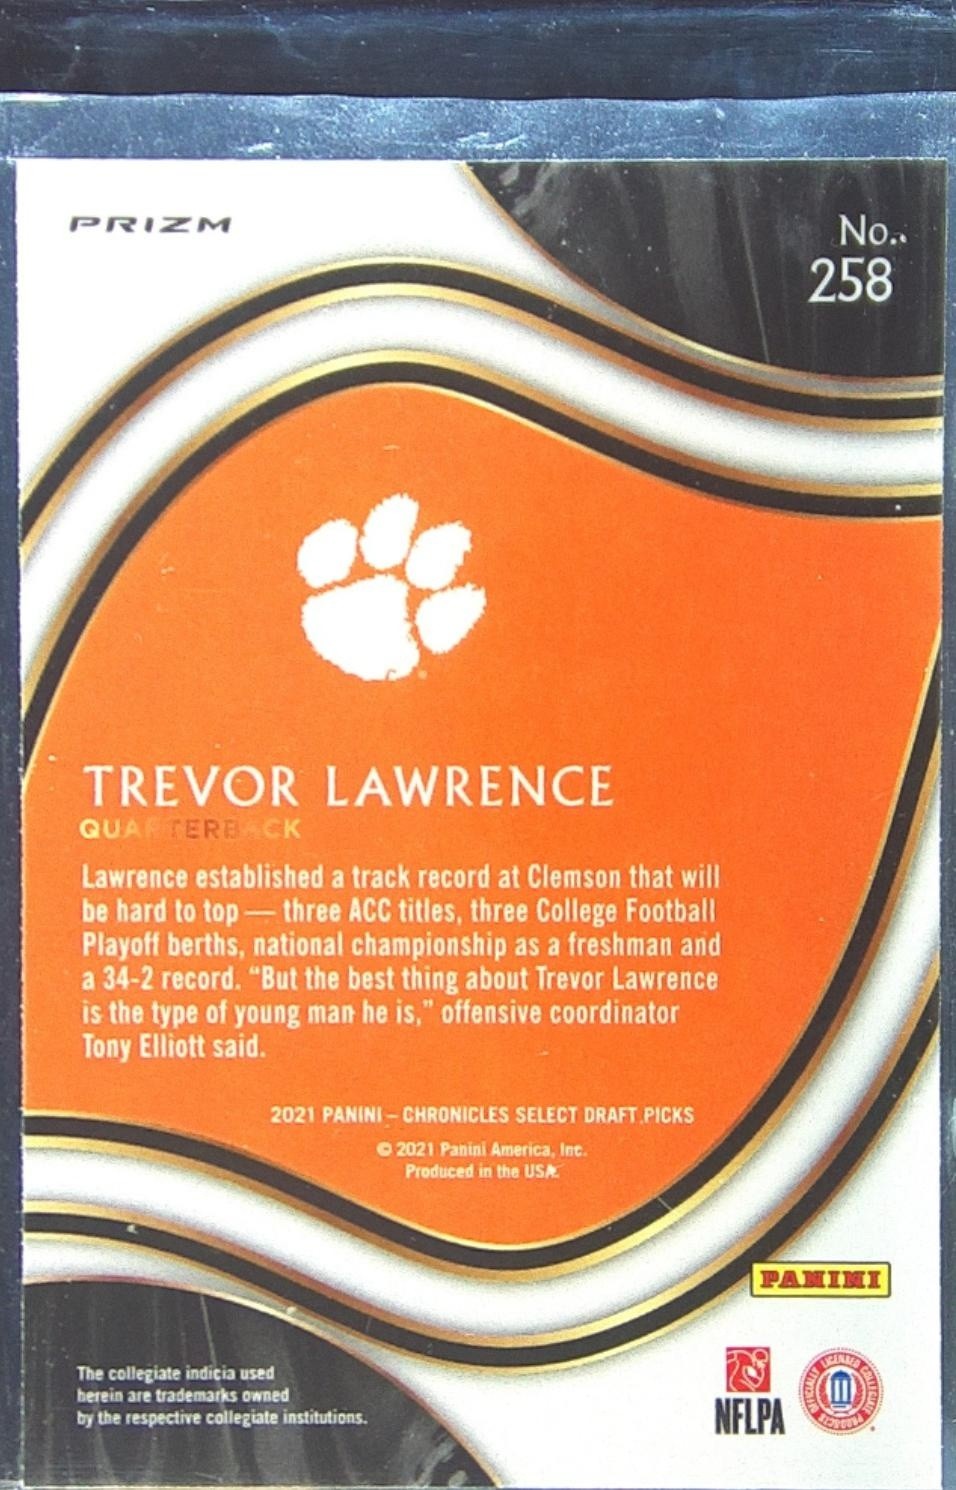 PRIZM
No.
258
TREVOR LAWRENCE
QUARTERBACK
Lawrence established a track record at Clemson that will
be hard to top — three ACC titles, three College Football
Playoff berths, national championship as a freshman and
a 34-2 record. “But the best thing about Trevor Lawrence
is the type of young man he is,” offensive coordinator
Tony Elliott said.
2021 PANINI – CHRONICLES SELECT DRAFT PICKS
© 2021 Panini America, Inc.
Produced in the USA.
PANINI
The collegiate indicia used
herein are trademarks owned
by the respective collegiate institutions.
NFLPA
OFFICIALLY LICENSED COLLEGIATE PRODUCTS